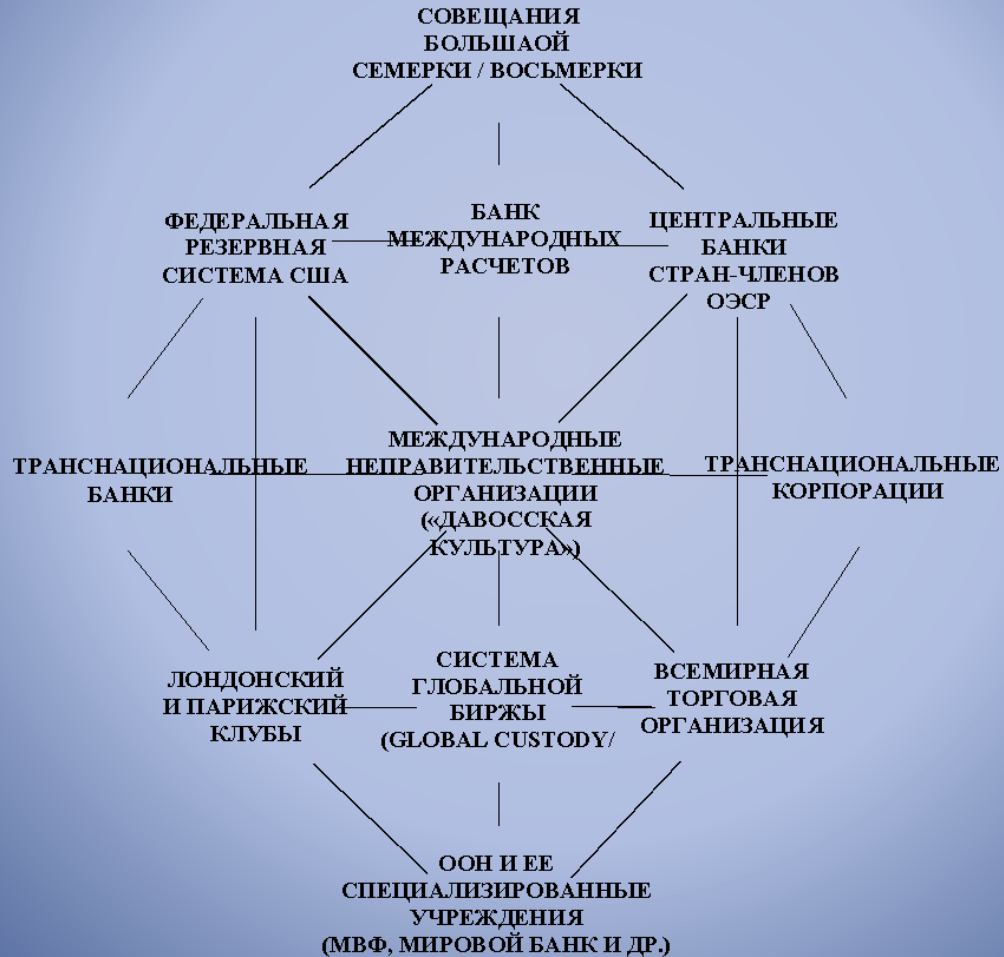 СОВЕЩАНИЯ
БОЛЬШАОЙ
СЕМЕРКИ / ВОСЬМЕРКИ
ФЕДЕРАЛЬНАЯ
РЕЗЕРВНАЯ
СИСТЕМА США
БАНК
МЕЖДУНАРОДНЫХ
РАСЧЕТОВ
ЦЕНТРАЛЬНЫЕ
БАНКИ
СТРАН-ЧЛЕНОВ
ОЭСР
ТРАНСНАЦИОНАЛЬНЫЕ
БАНКИ
МЕЖДУНАРОДНЫЕ
НЕПРАВИТЕЛЬСТВЕННЫЕ
ОРГАНИЗАЦИИ
(«ДАВОССКАЯ
КУЛЬТУРА»)
ТРАНСНАЦИОНАЛЬНЫЕ
КОРПОРАЦИИ
ЛОНДОНСКИЙ
И ПАРИЖСКИЙ
КЛУБЫ
СИСТЕМА
ГЛОБАЛЬНОЙ
БИРЖЫ
(GLOBAL CUSTODY/
ВСЕМИРНАЯ
ТОРГОВАЯ
ОРГАНИЗАЦИЯ
ООН И ЕЕ
СПЕЦИАЛИЗИРОВАННЫЕ
УЧРЕЖДЕНИЯ
(МВФ, МИРОВОЙ БАНК И ДР.)